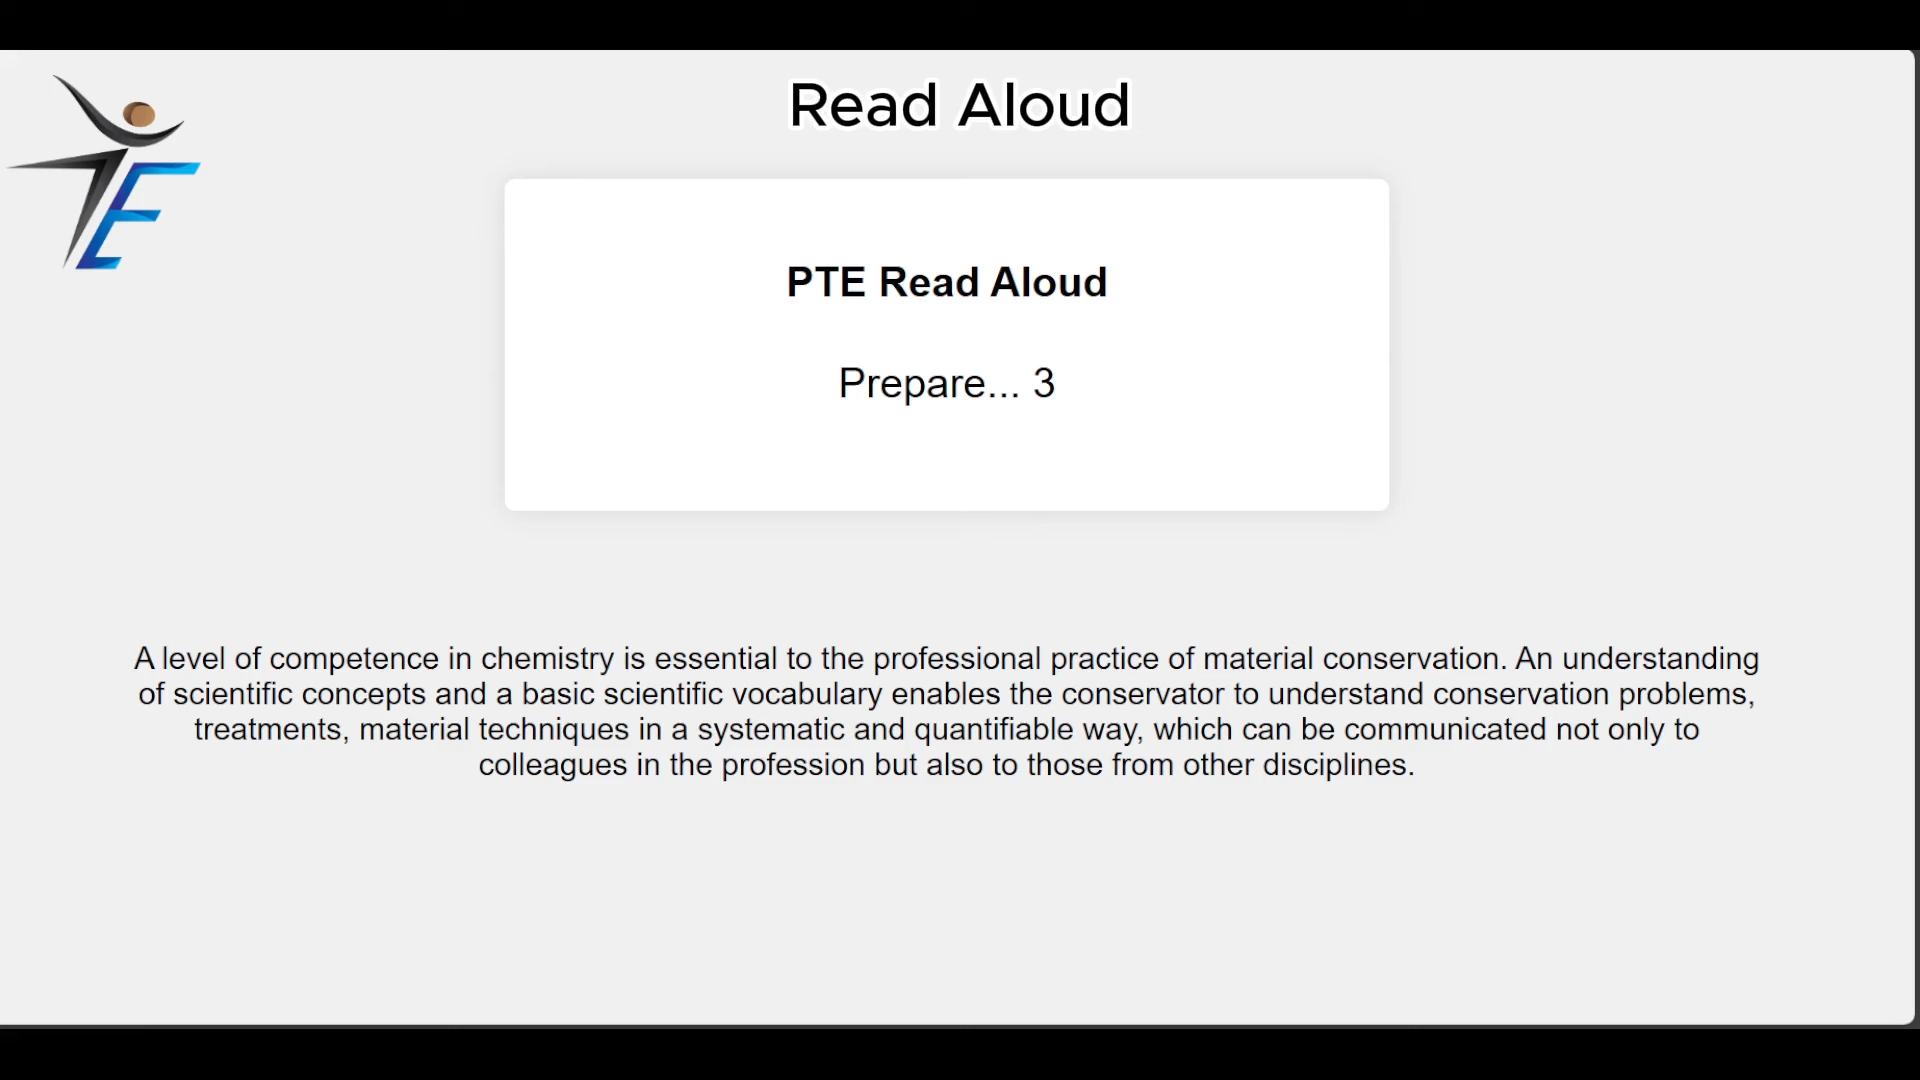 Read Aloud
PTE Read Aloud
Prepare... 3
A level of competence in chemistry is essential to the professional practice of material conservation. An understanding
of scientific concepts and a basic scientific vocabulary enables the conservator to understand conservation problems,
treatments, material techniques in a systematic and quantifiable way, which can be communicated not only to
colleagues in the profession but also to those from other disciplines.